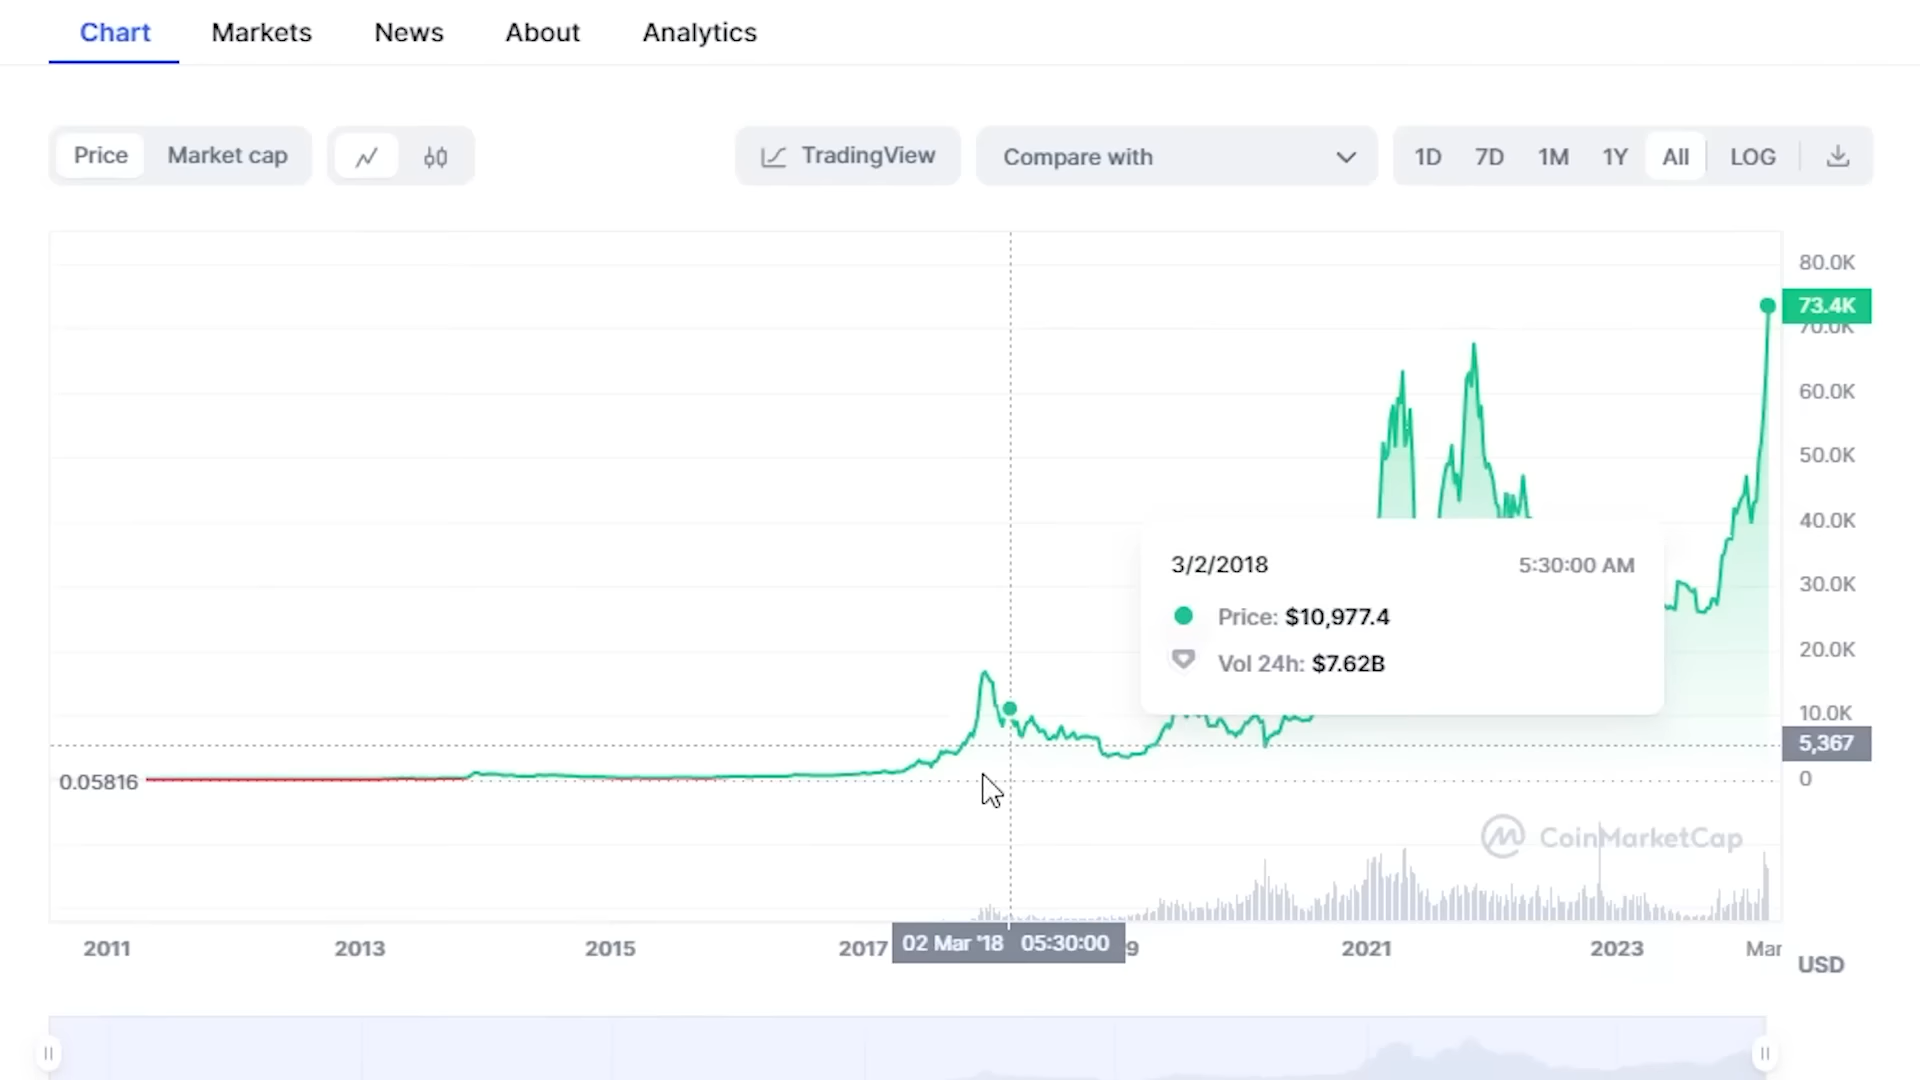 Chart Markets News About Analytics
Price Market cap TradingView Compare with 1D 7D 1M 1Y All LOG
80.0K
73.4K
70.0K
60.0K
50.0K
40.0K
3/2/2018 5:30:00 AM
30.0K
Price: $10,977.4
20.0K
Vol 24h: $7.62B
10.0K
5,367
0.05816
0
CoinMarketCap
2011 2013 2015 2017 02 Mar '18 05:30:00 9 2021 2023 Mar
USD